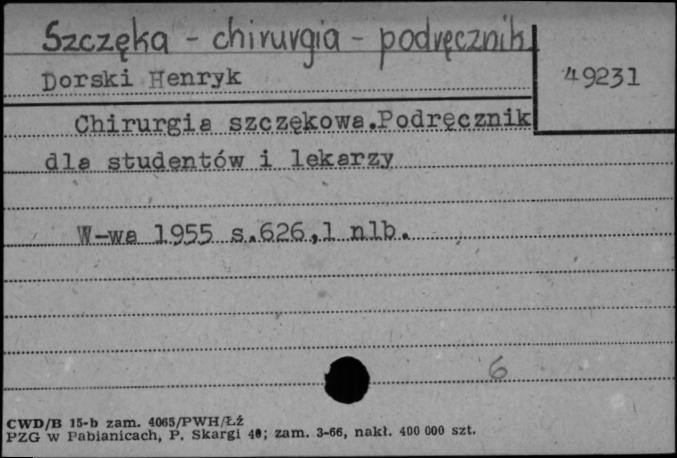 Szczęka - chirurgia - podręcznik
49231
Dorski Henryk
Chirurgia szczękowa.Podręcznik
dla studentów i lekarzy
W-wa 1955 s.626,1 nlb.
6
CWD/B 15-b zam. 4065/PWH/Łź
PZG w Pabianicach, P. Skargi 40; zam. 3-66, nakł. 400 000 szt.